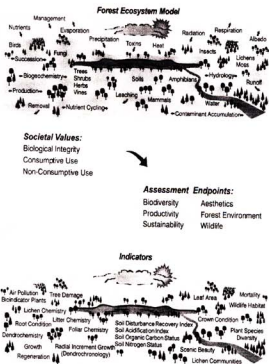 Forest Ecosystem Model
Management
Nutrients
Evaporation
Radiation
Respiration
Albedo
Birds
Precipitation
Toxins
Heat
Insects
Lichens
Moss
Fungi
Succession
Biogeochemistry
Trees
Shrubs
Herbs
Vines
Soils
Amphibians
Hydrology
Runoff
Production
Leaching
Mammals
Water
Removal
Nutrient Cycling
Contaminant Accumulation
Societal Values:
Biological Integrity
Consumptive Use
Non-Consumptive Use
Assessment Endpoints:
Biodiversity Aesthetics
Productivity Forest Environment
Sustainability Wildlife
Indicators
Air Pollution
Bioindicator Plants
Tree Damage
Leaf Area
Mortality
Wildlife Habitat
Lichen Chemistry
Crown Condition
Root Condition
Litter Chemistry
Soil Disturbance Recovery Index
Plant Species
Diversity
Dendrochemistry
Foliar Chemistry
Soil Acidification Index
Soil Organic Carbon Status
Soil Nitrogen Status
Growth
Radial Increment Growth
(Dendrochronology)
Scenic Beauty
Regeneration
Lichen Communities